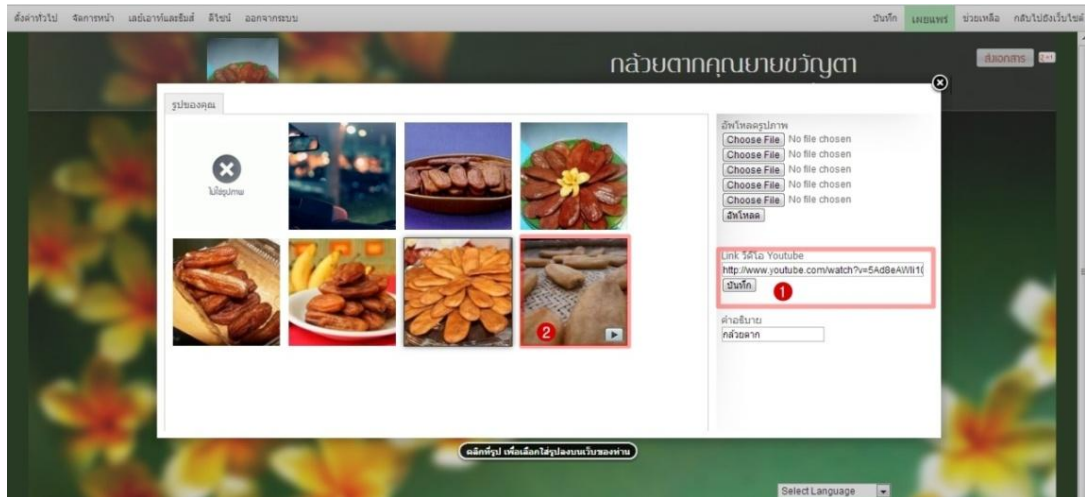 ตั้งค่าทั่วไป จัดการหน้า เลย์เอาท์และธีมส์ ดีไซน์ ออกจากระบบ บันทึก เผยแพร่ ช่วยเหลือ กลับไปยังเว็บไซต์
กล้วยตากคุณยายขวัญตา
ส่งเอกสาร
รูปของคุณ
ไม่ใส่รูปภาพ
อัพโหลดรูปภาพ
Choose File No file chosen
Choose File No file chosen
Choose File No file chosen
Choose File No file chosen
Choose File No file chosen
อัพโหลด
Link วีดีโอ Youtube
http://www.youtube.com/watch?v=5Ad8eAWli1
บันทึก
1
2
คำอธิบาย
กล้วยตาก
คลิกที่รูป เพื่อเลือกใส่รูปลงบนเว็บของท่าน
Select Language